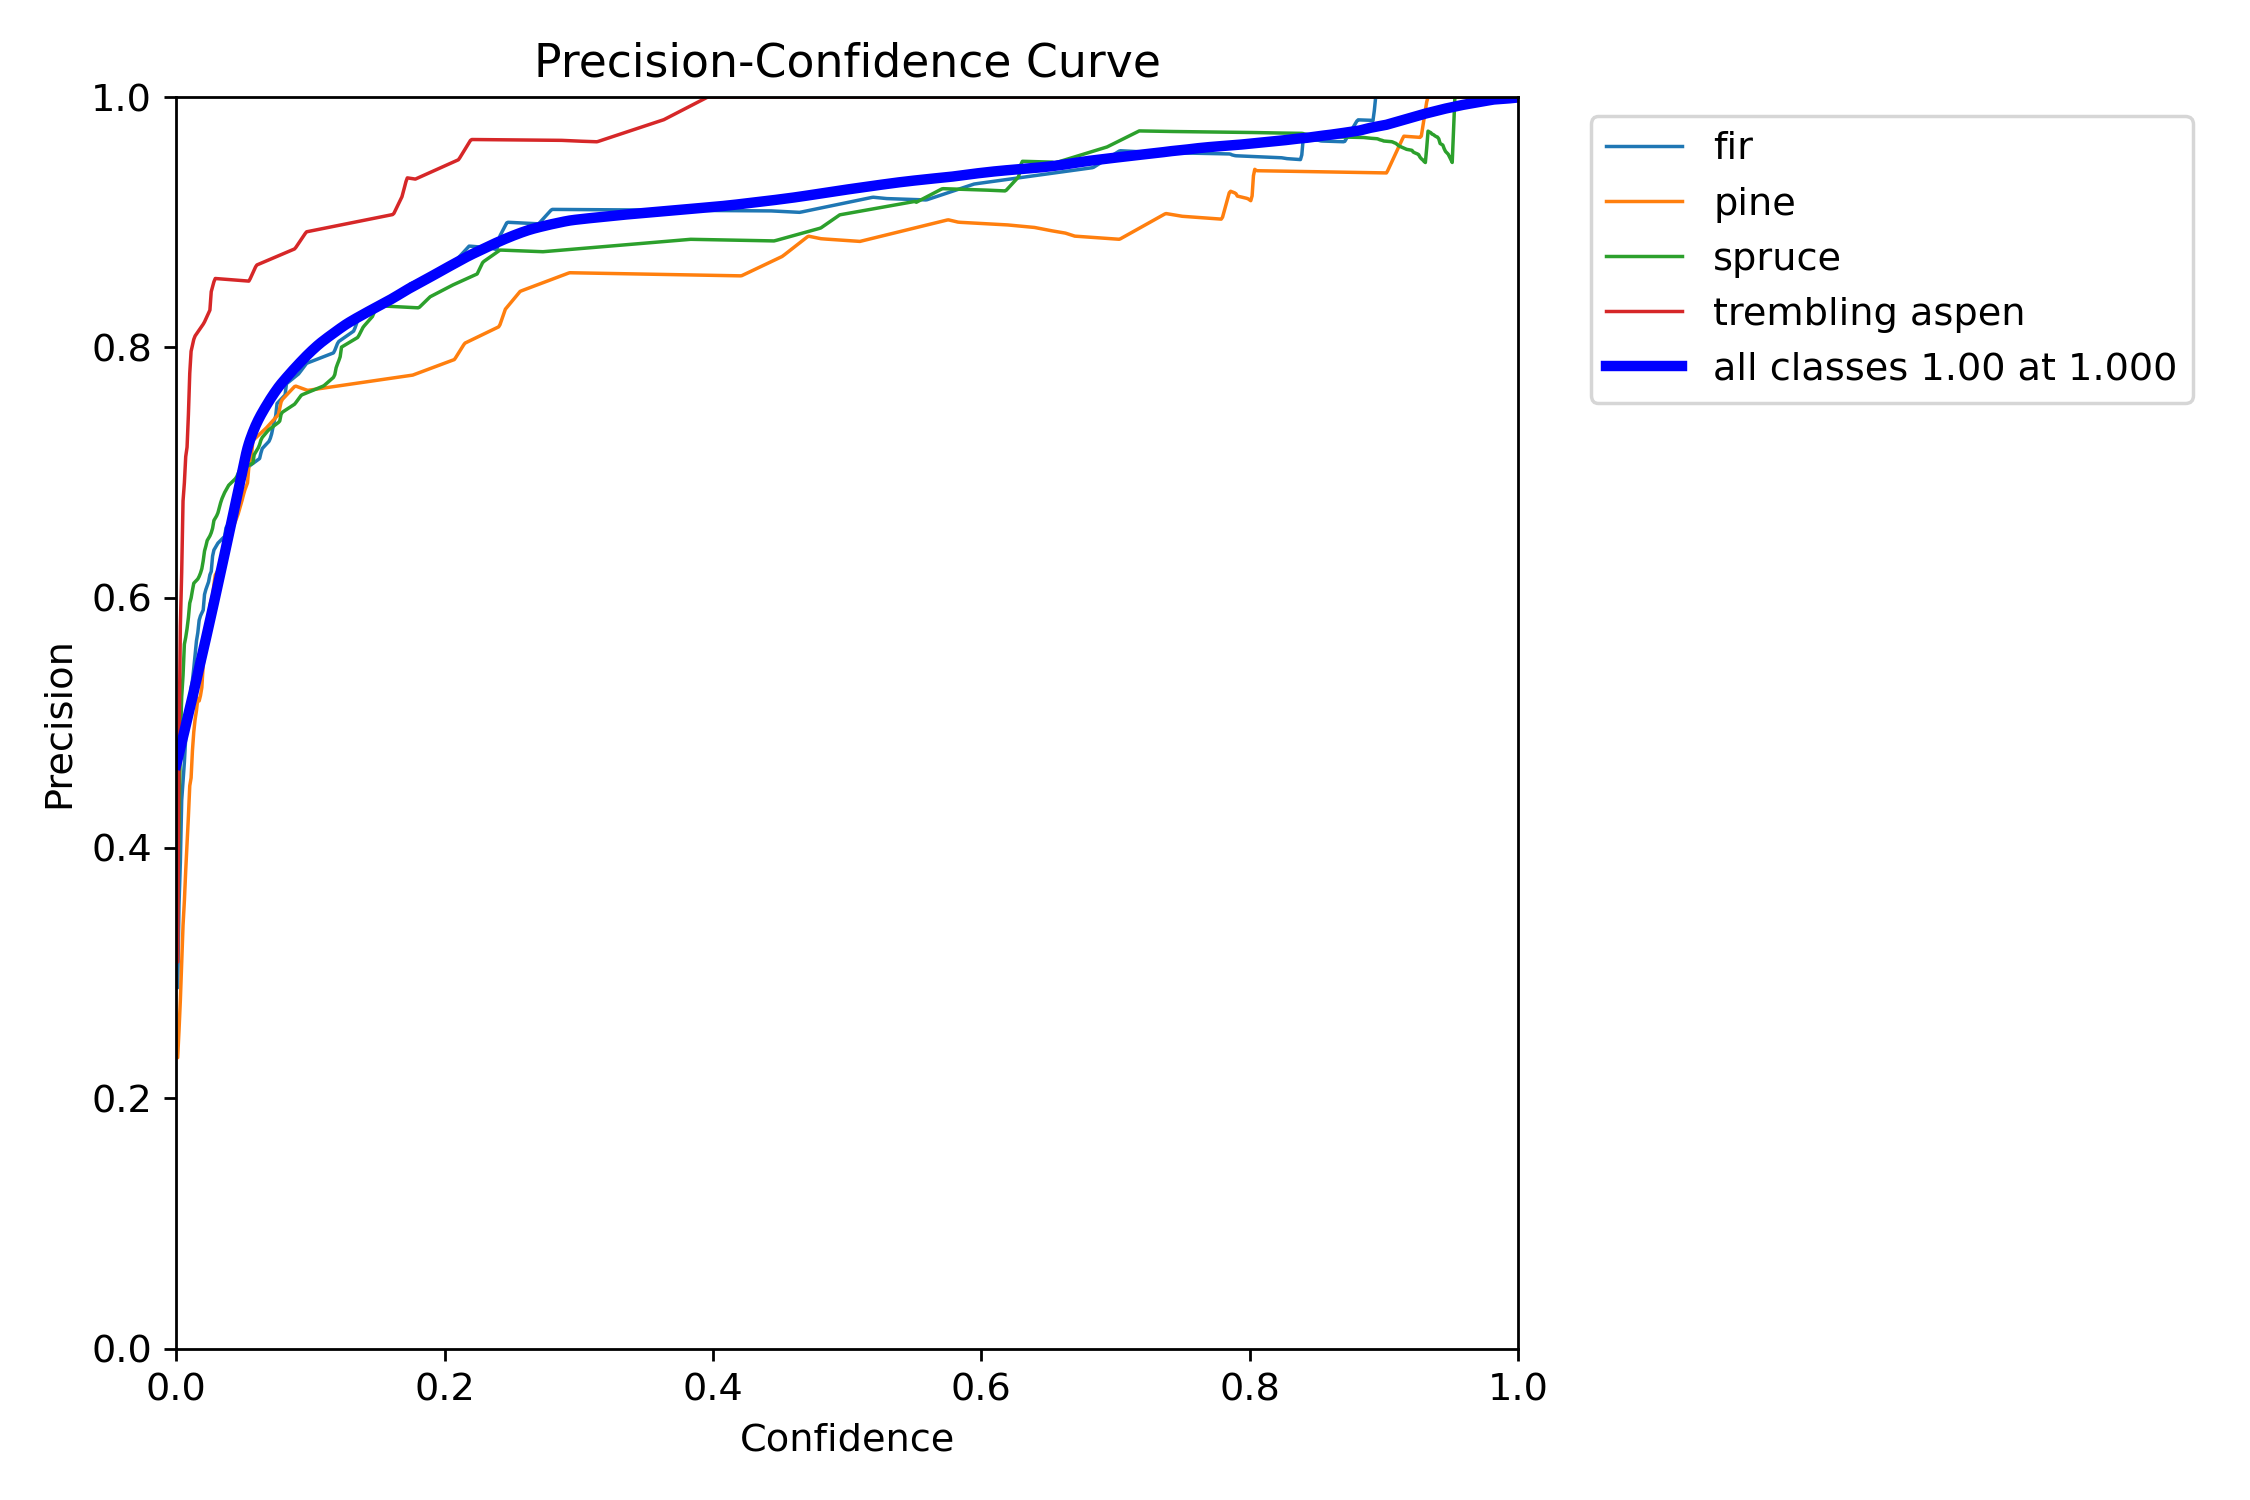 Precision-Confidence Curve
1.0
0.8
0.6
0.4
0.2
0.0
Precision
0.0 0.2 0.4 0.6 0.8 1.0
Confidence
fir
pine
spruce
trembling aspen
all classes 1.00 at 1.000